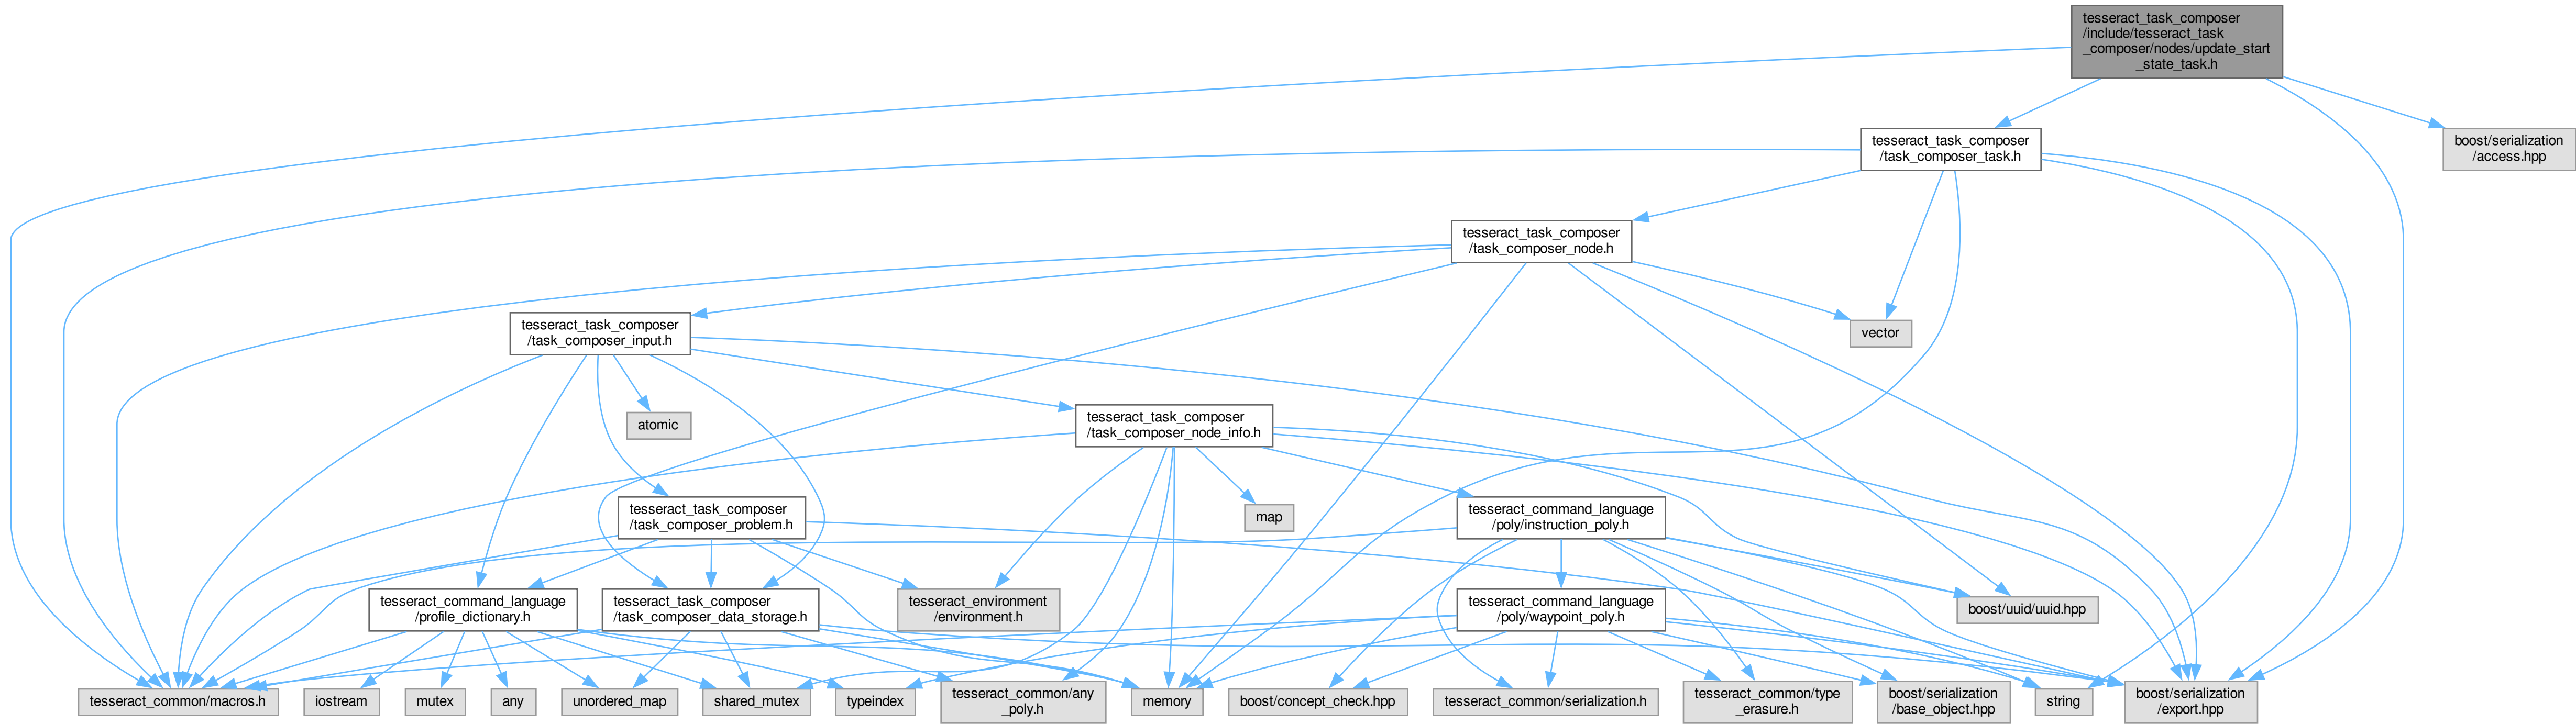 tesseract_task_composer
/include/tesseract_task
_composer/nodes/update_start
_state_task.h
tesseract_task_composer
/task_composer_task.h
boost/serialization
/access.hpp
tesseract_task_composer
/task_composer_node.h
tesseract_task_composer
/task_composer_input.h
vector
atomic
tesseract_task_composer
/task_composer_node_info.h
tesseract_task_composer
/task_composer_problem.h
map
tesseract_command_language
/poly/instruction_poly.h
tesseract_command_language
/profile_dictionary.h
tesseract_task_composer
/task_composer_data_storage.h
tesseract_environment
/environment.h
tesseract_command_language
/poly/waypoint_poly.h
boost/uuid/uuid.hpp
tesseract_common/macros.h
iostream
mutex
any
unordered_map
shared_mutex
typeindex
tesseract_common/any
_poly.h
memory
boost/concept_check.hpp
tesseract_common/serialization.h
tesseract_common/type
_erasure.h
boost/serialization
/base_object.hpp
string
boost/serialization
/export.hpp